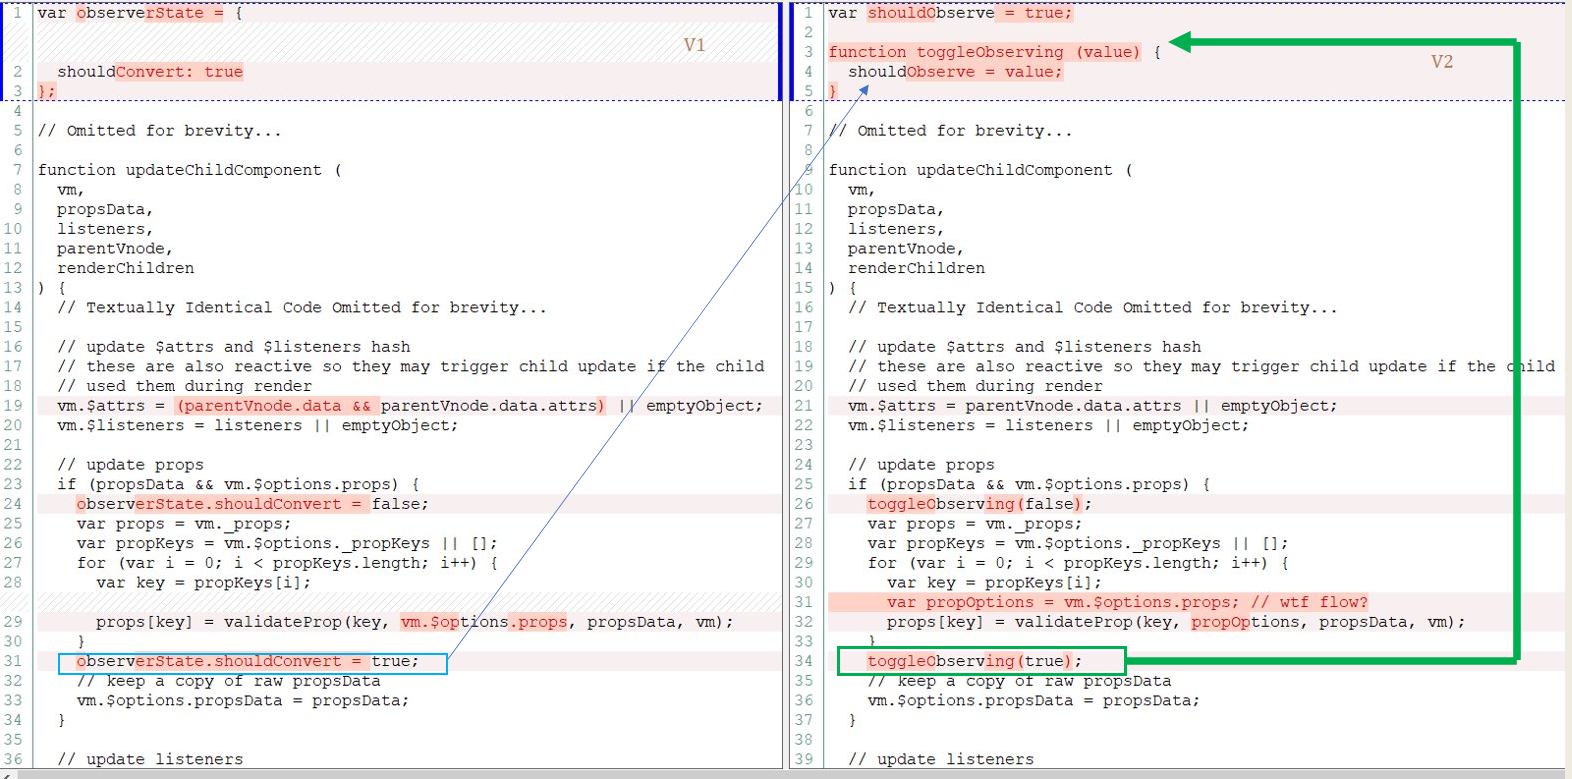 1 var observerState = {
V1
2 shouldConvert: true
3 };
4
5 // Omitted for brevity...
6
7 function updateChildComponent (
8 vm,
9 propsData,
10 listeners,
11 parentVnode,
12 renderChildren
13 ) {
14 // Textually Identical Code Omitted for brevity...
15
16 // update $attrs and $listeners hash
17 // these are also reactive so they may trigger child update if the child
18 // used them during render
19 vm.$attrs = (parentVnode.data && parentVnode.data.attrs) || emptyObject;
20 vm.$listeners = listeners || emptyObject;
21
22 // update props
23 if (propsData && vm.$options.props) {
24 observerState.shouldConvert = false;
25 var props = vm._props;
26 var propKeys = vm.$options._propKeys || [];
27 for (var i = 0; i < propKeys.length; i++) {
28 var key = propKeys[i];
29 props[key] = validateProp(key, vm.$options.props, propsData, vm);
30 }
31 observerState.shouldConvert = true;
32 // keep a copy of raw propsData
33 vm.$options.propsData = propsData;
34 }
35
36 // update listeners
1 var shouldObserve = true;
2
3 function toggleObserving (value) {
V2
4 shouldObserve = value;
5 }
6
7 // Omitted for brevity...
8
9 function updateChildComponent (
10 vm,
11 propsData,
12 listeners,
13 parentVnode,
14 renderChildren
15 ) {
16 // Textually Identical Code Omitted for brevity...
17
18 // update $attrs and $listeners hash
19 // these are also reactive so they may trigger child update if the child
20 // used them during render
21 vm.$attrs = parentVnode.data.attrs || emptyObject;
22 vm.$listeners = listeners || emptyObject;
23
24 // update props
25 if (propsData && vm.$options.props) {
26 toggleObserving(false);
27 var props = vm._props;
28 var propKeys = vm.$options._propKeys || [];
29 for (var i = 0; i < propKeys.length; i++) {
30 var key = propKeys[i];
31 var propOptions = vm.$options.props; // wtf flow?
32 props[key] = validateProp(key, propOptions, propsData, vm);
33 }
34 toggleObserving(true);
35 // keep a copy of raw propsData
36 vm.$options.propsData = propsData;
37 }
38
39 // update listeners